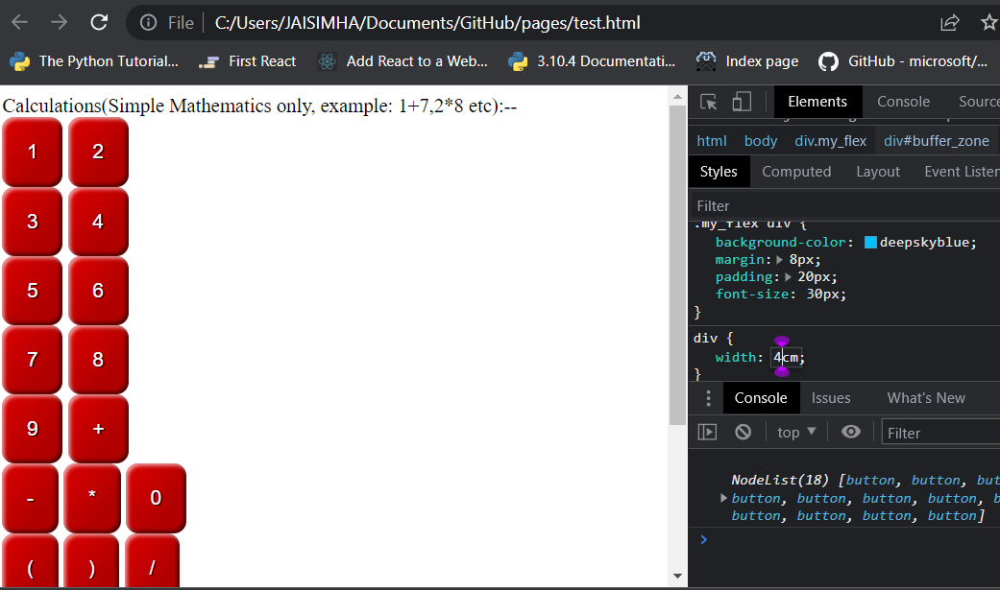 File C:/Users/JAISIMHA/Documents/GitHub/pages/test.html
The Python Tutorial... First React Add React to a Web... 3.10.4 Documentati... Index page GitHub - microsoft/...
Calculations(Simple Mathematics only, example: 1+7,2*8 etc):--
1 2
3 4
5 6
7 8
9 +
- * 0
( ) /
Elements Console Source
html body div.my_flex div#buffer_zone
Styles Computed Layout Event Listen
Filter
.my_flex div {
background-color: deepskyblue;
margin: 8px;
padding: 20px;
font-size: 30px;
}
div {
width: 4cm;
}
Console Issues What's New
top Filter
NodeList(18) [button, button, but
button, button, button, button, b
button, button, button, button]